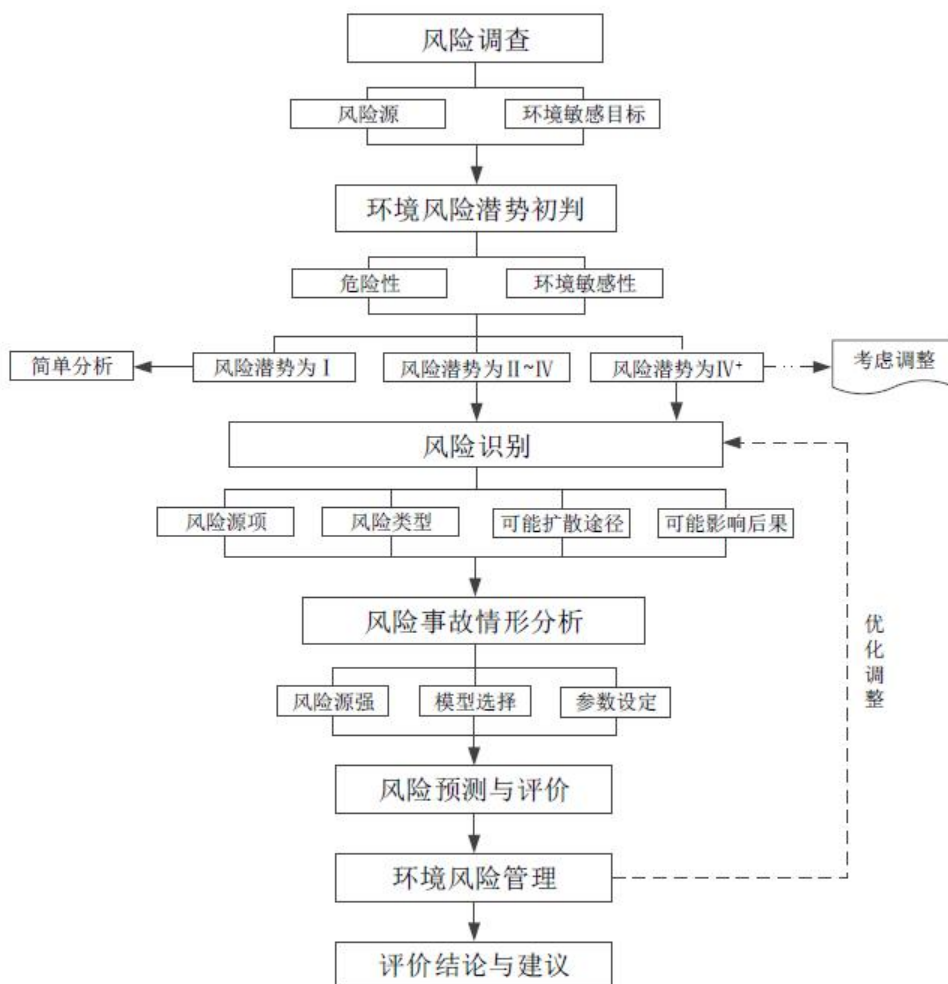 风险调查
风险源
环境敏感目标
环境风险潜势初判
危险性
环境敏感性
简单分析
风险潜势为Ⅰ
风险潜势为Ⅱ~Ⅳ
风险潜势为Ⅳ⁺
考虑调整
风险识别
风险源项
风险类型
可能扩散途径
可能影响后果
风险事故情形分析
优化调整
风险源强
模型选择
参数设定
风险预测与评价
环境风险管理
评价结论与建议